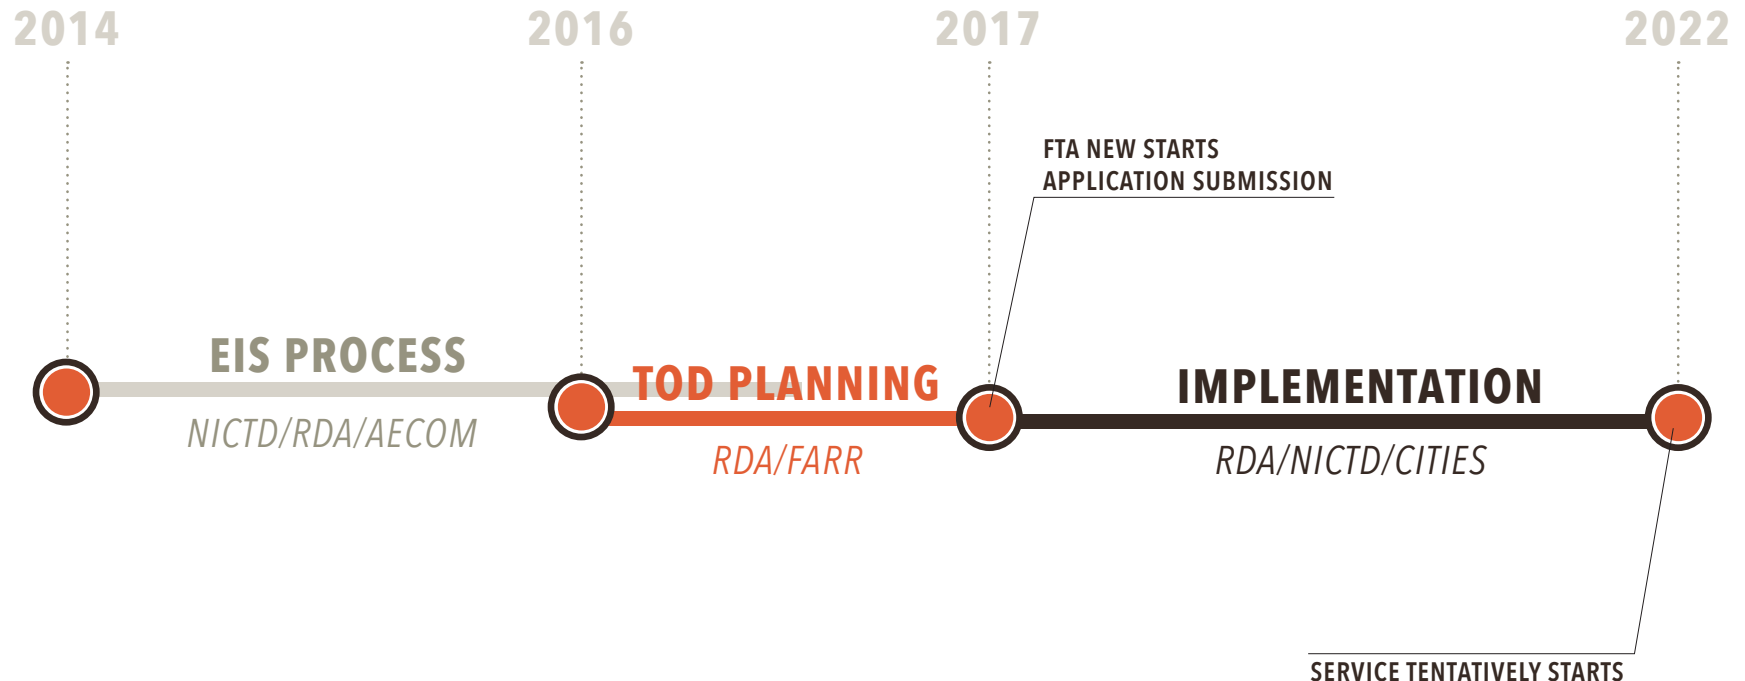 2014
2016
2017
2022
FTA NEW STARTS
APPLICATION SUBMISSION
EIS PROCESS
NICTD/RDA/AECOM
TOD PLANNING
RDA/FARR
IMPLEMENTATION
RDA/NICTD/CITIES
SERVICE TENTATIVELY STARTS